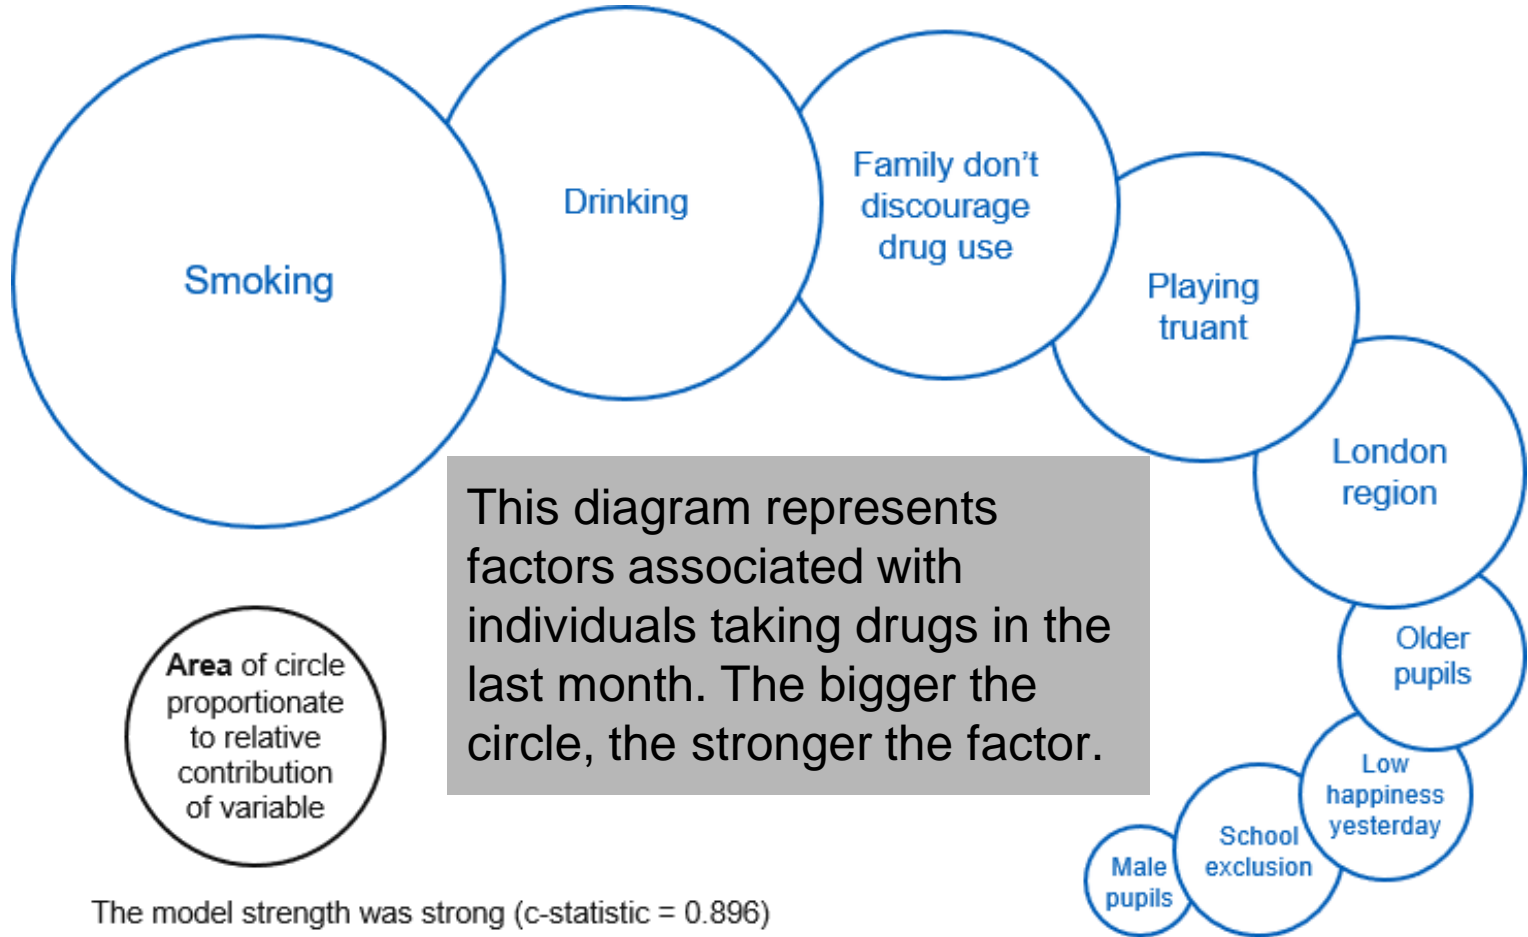 Smoking
Drinking
Family don't
discourage
drug use
Playing
truant
London
region
Older
pupils
Low
happiness
yesterday
School
exclusion
Male
pupils
This diagram represents
factors associated with
individuals taking drugs in the
last month. The bigger the
circle, the stronger the factor.
Area of circle
proportionate
to relative
contribution
of variable
The model strength was strong (c-statistic = 0.896)